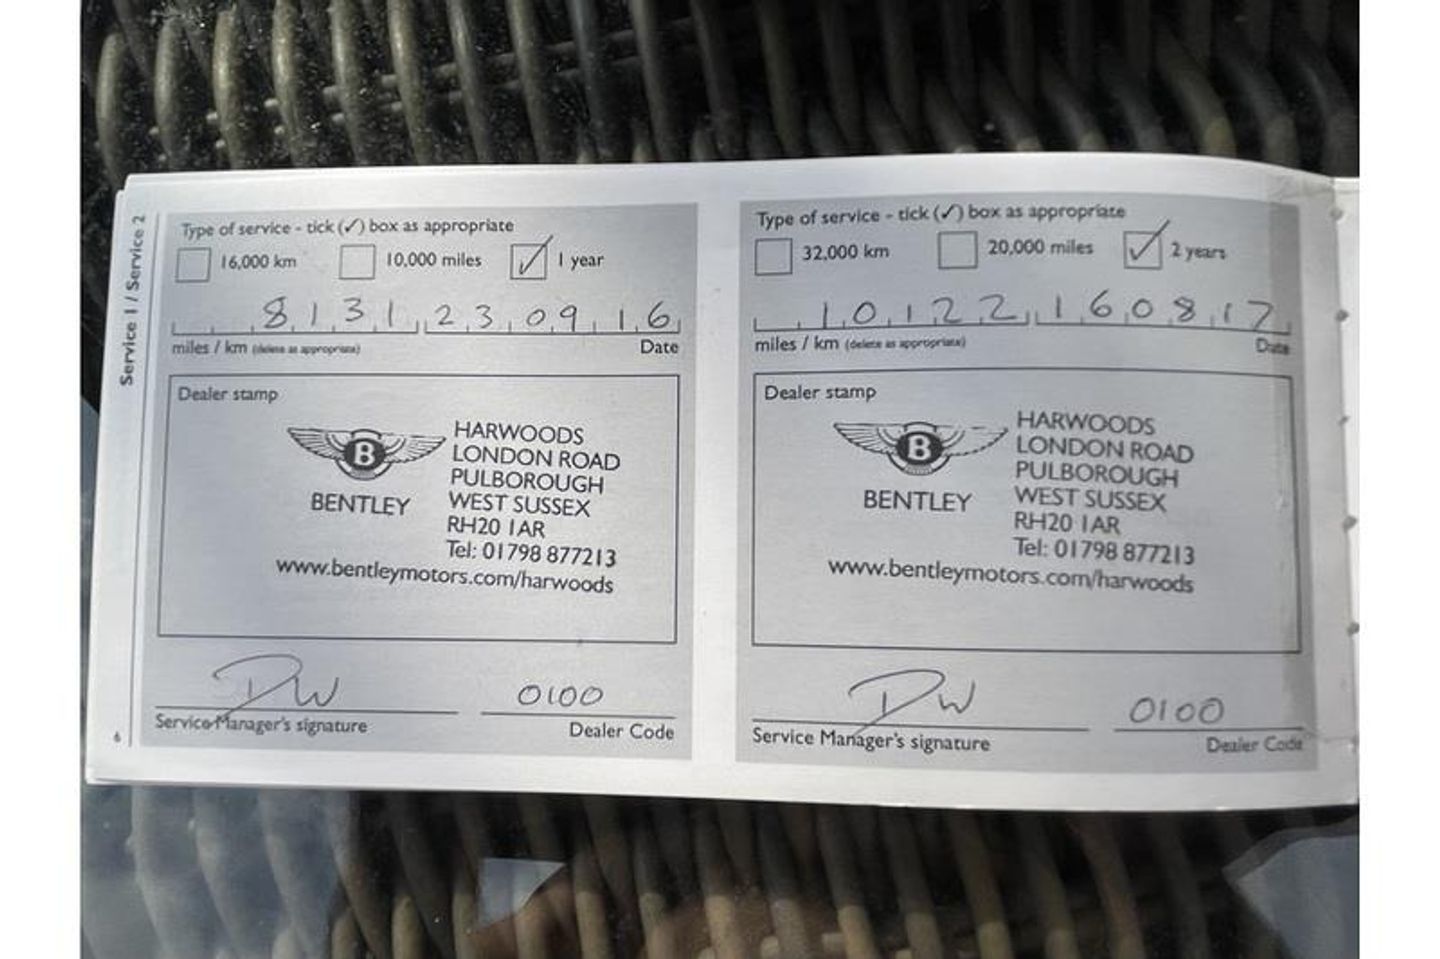 Service 1 / Service 2
Type of service - tick (✓) box as appropriate
16,000 km 10,000 miles ✓ 1 year
8131 230916
miles / km (delete as appropriate) Date
Dealer stamp
B
BENTLEY
HARWOODS
LONDON ROAD
PULBOROUGH
WEST SUSSEX
RH20 1AR
Tel: 01798 877213
www.bentleymotors.com/harwoods
DW 0100
Service Manager's signature Dealer Code
6
Type of service - tick (✓) box as appropriate
32,000 km 20,000 miles ✓ 2 years
10122 160817
miles / km (delete as appropriate) Date
Dealer stamp
B
BENTLEY
HARWOODS
LONDON ROAD
PULBOROUGH
WEST SUSSEX
RH20 1AR
Tel: 01798 877213
www.bentleymotors.com/harwoods
DW 0100
Service Manager's signature Dealer Code